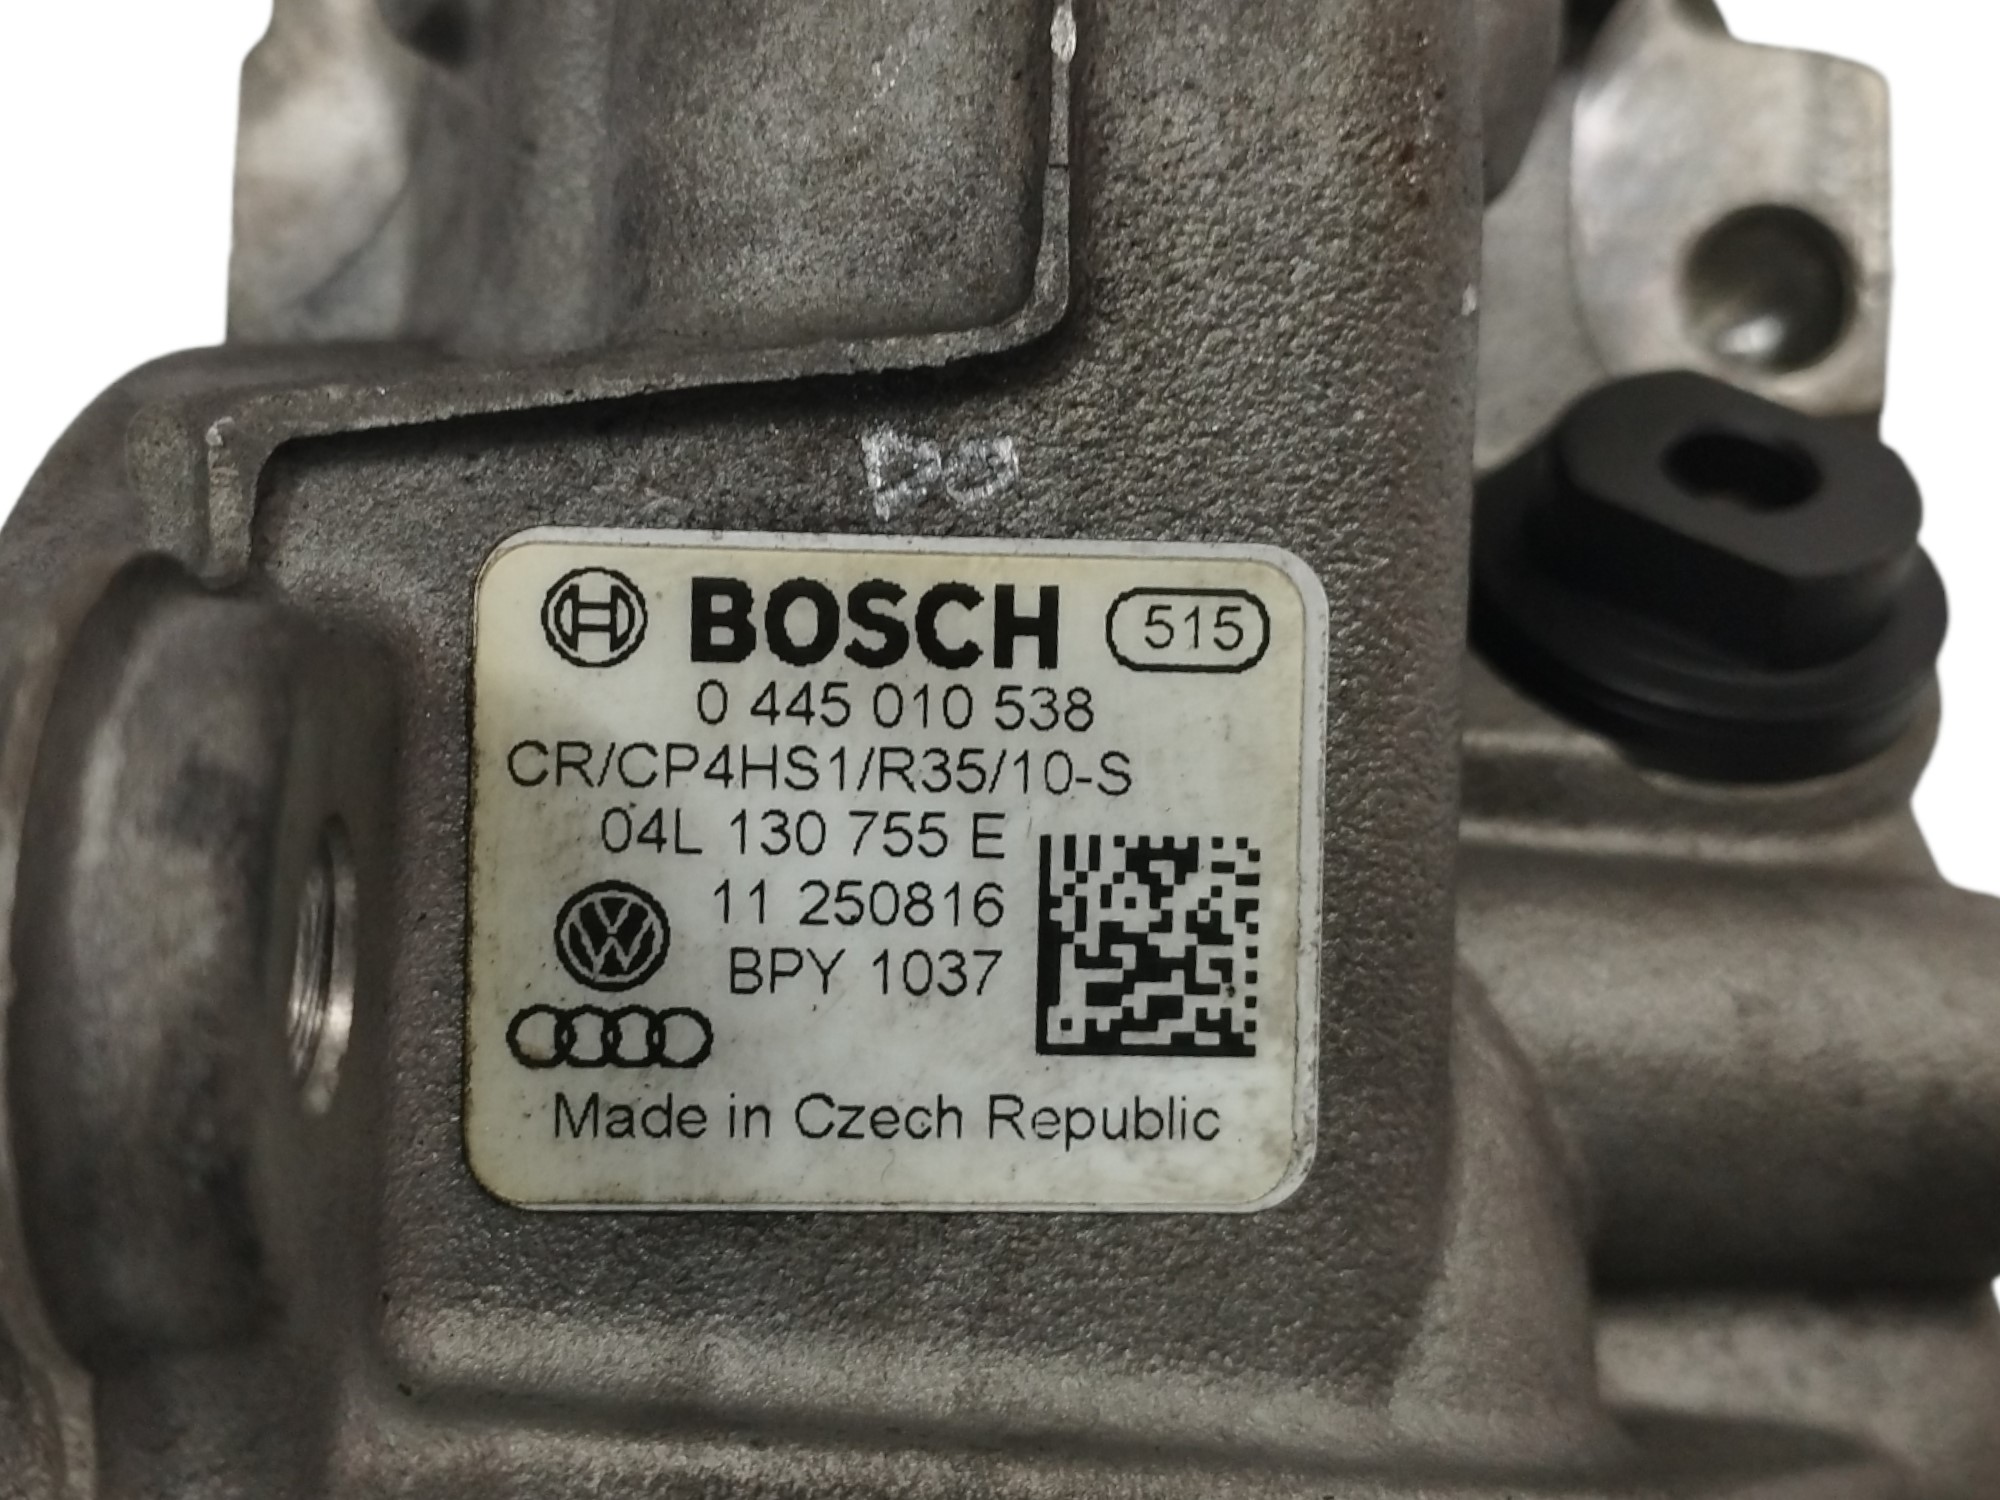 BOSCH 515
0 445 010 538
CR/CP4HS1/R35/10-S
04L 130 755 E
11 250816
BPY 1037
Made in Czech Republic